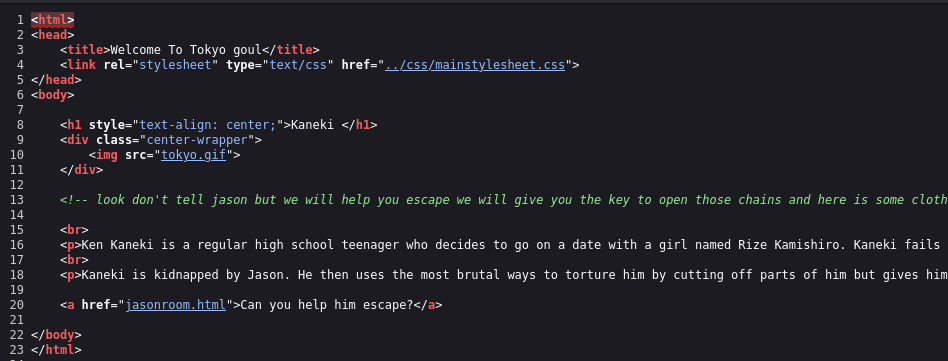 1 <html>
2 <head>
3 <title>Welcome To Tokyo goul</title>
4 <link rel="stylesheet" type="text/css" href="../css/mainstylesheet.css">
5 </head>
6 <body>
7
8 <h1 style="text-align: center;">Kaneki </h1>
9 <div class="center-wrapper">
10 <img src="tokyo.gif">
11 </div>
12
13 <!-- look don't tell jason but we will help you escape we will give you the key to open those chains and here is some cloth
14
15 <br>
16 <p>Ken Kaneki is a regular high school teenager who decides to go on a date with a girl named Rize Kamishiro. Kaneki fails
17 <br>
18 <p>Kaneki is kidnapped by Jason. He then uses the most brutal ways to torture him by cutting off parts of him but gives him
19
20 <a href="jasonroom.html">Can you help him escape?</a>
21
22 </body>
23 </html>